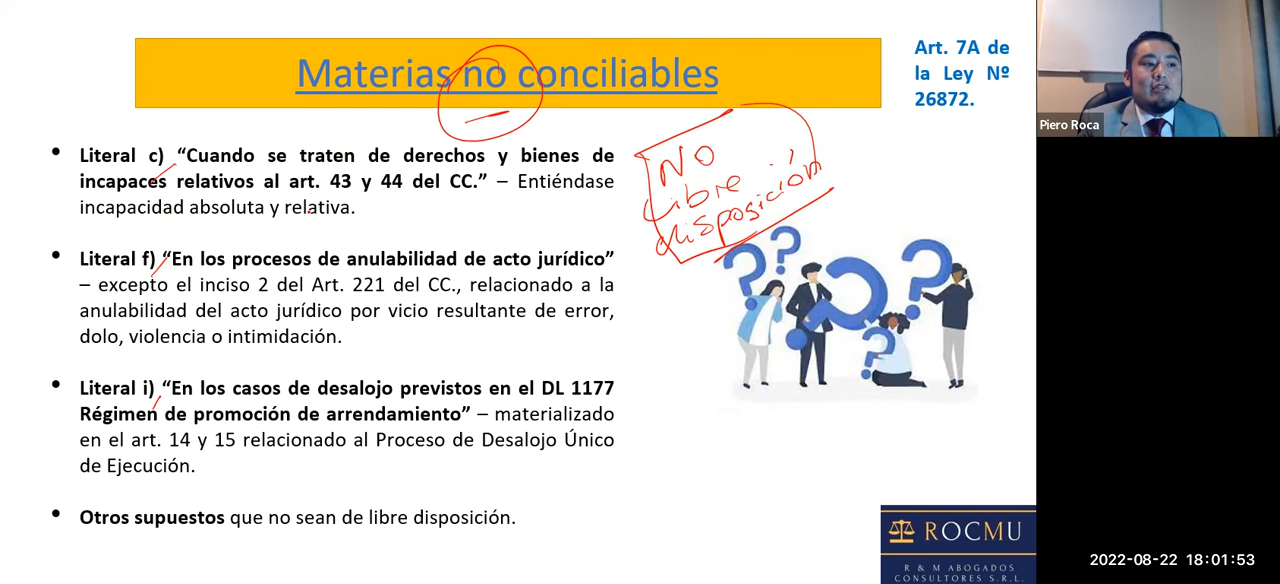 Materias no conciliables
Art. 7A de
la Ley Nº
26872.
Piero Roca
• Literal c) “Cuando se traten de derechos y bienes de
incapaces relativos al art. 43 y 44 del CC.” – Entiéndase
incapacidad absoluta y relativa.
NO
Libre
disposición
• Literal f) “En los procesos de anulabilidad de acto jurídico”
– excepto el inciso 2 del Art. 221 del CC., relacionado a la
anulabilidad del acto jurídico por vicio resultante de error,
dolo, violencia o intimidación.
• Literal i) “En los casos de desalojo previstos en el DL 1177
Régimen de promoción de arrendamiento” – materializado
en el art. 14 y 15 relacionado al Proceso de Desalojo Único
de Ejecución.
• Otros supuestos que no sean de libre disposición.
ROCMU
R & M ABOGADOS
CONSULTORES S.R.L.
2022-08-22 18:01:53